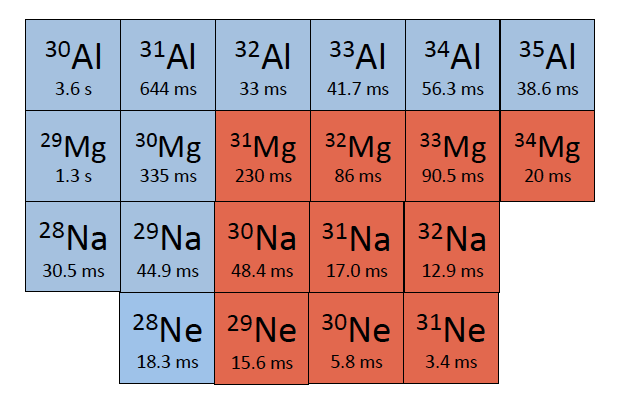 ³⁰Al ³¹Al ³²Al ³³Al ³⁴Al ³⁵Al
3.6 s 644 ms 33 ms 41.7 ms 56.3 ms 38.6 ms
²⁹Mg ³⁰Mg ³¹Mg ³²Mg ³³Mg ³⁴Mg
1.3 s 335 ms 230 ms 86 ms 90.5 ms 20 ms
²⁸Na ²⁹Na ³⁰Na ³¹Na ³²Na
30.5 ms 44.9 ms 48.4 ms 17.0 ms 12.9 ms
²⁸Ne ²⁹Ne ³⁰Ne ³¹Ne
18.3 ms 15.6 ms 5.8 ms 3.4 ms